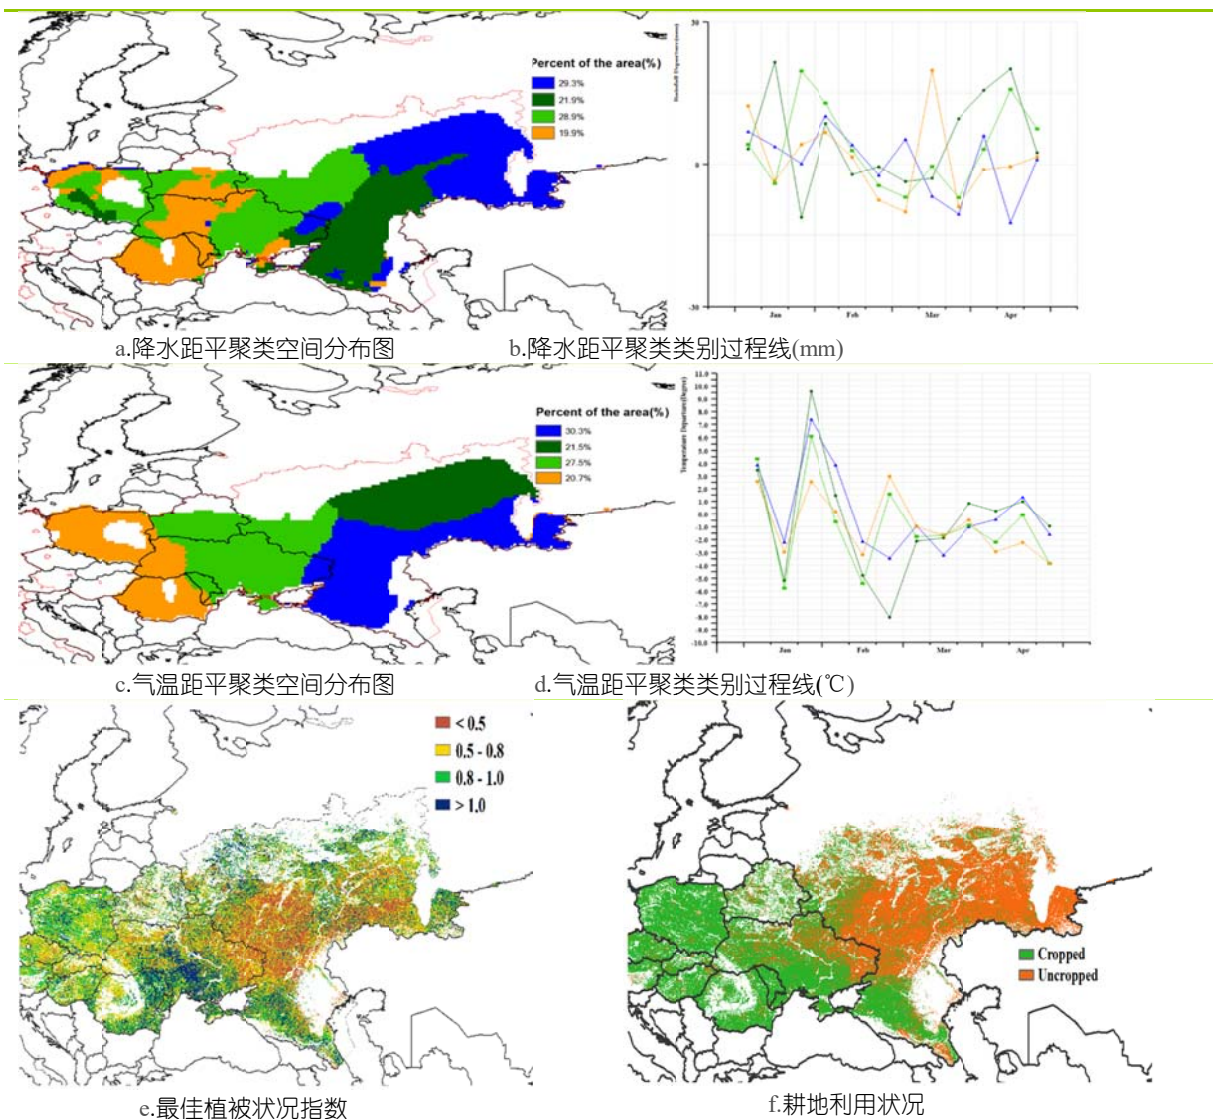 Percent of the area(%)
29.3%
21.9%
28.9%
19.9%
30
0
-30
Jan Feb Mar Apr
a.降水距平聚类空间分布图
b.降水距平聚类类别过程线(mm)
Percent of the area(%)
30.3%
21.5%
27.5%
20.7%
Temperature Departure(Degree)
11.0
10.0
9.0
8.0
7.0
6.0
5.0
4.0
3.0
2.0
1.0
0.0
-1.0
-2.0
-3.0
-4.0
-5.0
-6.0
-7.0
-8.0
-9.0
-10.0
Jan Feb Mar Apr
c.气温距平聚类空间分布图
d.气温距平聚类类别过程线(℃)
< 0.5
0.5 - 0.8
0.8 - 1.0
> 1.0
Cropped
Uncropped
e.最佳植被状况指数
f.耕地利用状况